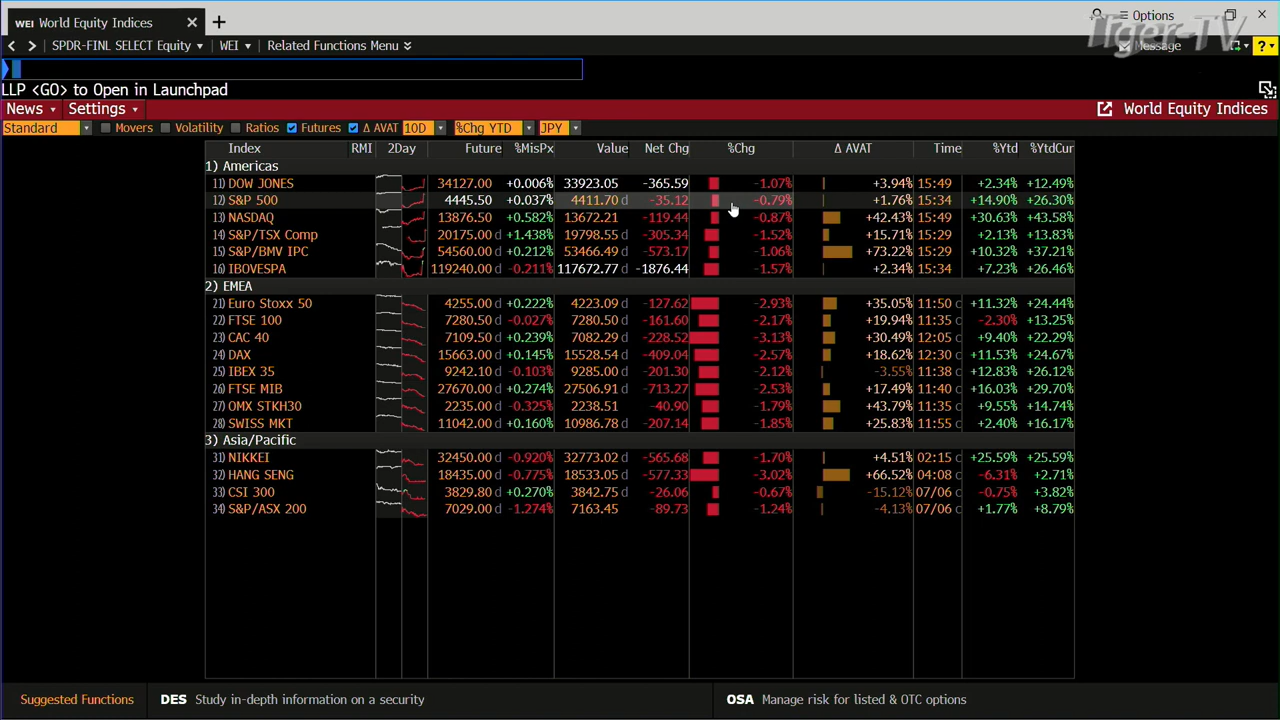 WEI World Equity Indices
Options
Tiger-TV
SPDR-FINL SELECT Equity WEI Related Functions Menu Message ?
LLP <GO> to Open in Launchpad
News Settings World Equity Indices
Standard Movers Volatility Ratios Futures Δ AVAT 10D %Chg YTD JPY
Index RMI 2Day Future %MisPx Value Net Chg %Chg Δ AVAT Time %Ytd %YtdCur
1) Americas
11) DOW JONES 34127.00 +0.006% 33923.05 -365.59 -1.07% +3.94% 15:49 +2.34% +12.49%
12) S&P 500 4445.50 +0.037% 4411.70 d -35.12 -0.79% +1.76% 15:34 +14.90% +26.30%
13) NASDAQ 13876.50 +0.582% 13672.21 -119.44 -0.87% +42.43% 15:49 +30.63% +43.58%
14) S&P/TSX Comp 20175.00 d +1.438% 19798.55 d -305.34 -1.52% +15.71% 15:29 +2.13% +13.83%
15) S&P/BMV IPC 54560.00 d +0.212% 53466.49 d -573.17 -1.06% +73.22% 15:29 +10.32% +37.21%
16) IBOVESPA 119240.00 d -0.211% 117672.77 d -1876.44 -1.57% +2.34% 15:34 +7.23% +26.46%
2) EMEA
21) Euro Stoxx 50 4255.00 d +0.222% 4223.09 d -127.62 -2.93% +35.05% 11:50 c +11.32% +24.44%
22) FTSE 100 7280.50 d -0.027% 7280.50 d -161.60 -2.17% +19.94% 11:35 c -2.30% +13.25%
23) CAC 40 7109.50 d +0.239% 7082.29 d -228.52 -3.13% +30.49% 12:05 c +9.40% +22.29%
24) DAX 15663.00 d +0.145% 15528.54 d -409.04 -2.57% +18.62% 12:30 c +11.53% +24.67%
25) IBEX 35 9242.10 d -0.103% 9285.00 d -201.30 -2.12% -3.55% 11:38 c +12.83% +26.12%
26) FTSE MIB 27670.00 d +0.274% 27506.91 d -713.27 -2.53% +17.49% 11:40 c +16.03% +29.70%
27) OMX STKH30 2235.00 d -0.325% 2238.51 -40.90 -1.79% +43.79% 11:35 c +9.55% +14.74%
28) SWISS MKT 11042.00 d +0.160% 10986.78 d -207.14 -1.85% +25.83% 11:55 c +2.40% +16.17%
3) Asia/Pacific
31) NIKKEI 32450.00 d -0.920% 32773.02 d -565.68 -1.70% +4.51% 02:15 c +25.59% +25.59%
32) HANG SENG 18435.00 d -0.775% 18533.05 d -577.33 -3.02% +66.52% 04:08 c -6.31% +2.71%
33) CSI 300 3829.80 d +0.270% 3842.75 d -26.06 -0.67% -15.12% 07/06 c -0.75% +3.82%
34) S&P/ASX 200 7029.00 d -1.274% 7163.45 -89.73 -1.24% -4.13% 07/06 c +1.77% +8.79%
Suggested Functions DES Study in-depth information on a security OSA Manage risk for listed & OTC options